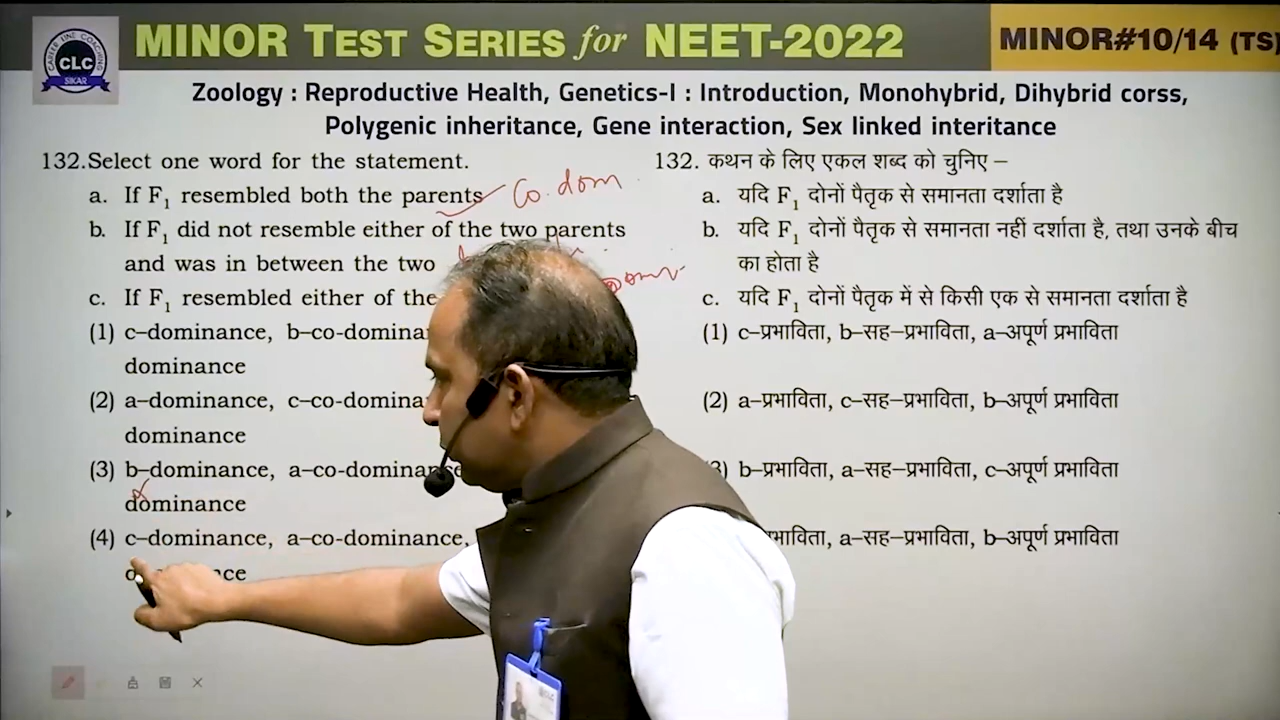 MINOR TEST SERIES for NEET-2022
MINOR#10/14 (TS)
CAREER LINE COACHING
CLC
SIKAR
Zoology : Reproductive Health, Genetics-I : Introduction, Monohybrid, Dihybrid corss,
Polygenic inheritance, Gene interaction, Sex linked interitance
132.Select one word for the statement.
a. If F1 resembled both the parents Co.dom
b. If F1 did not resemble either of the two parents
and was in between the two
c. If F1 resembled either of the
(1) c–dominance, b–co-domina
dominance
(2) a–dominance, c–co-domina
dominance
(3) b–dominance, a–co-dominance
dominance
(4) c–dominance, a–co-dominance,
132. कथन के लिए एकल शब्द को चुनिए –
a. यदि F1 दोनों पैतृक से समानता दर्शाता है
b. यदि F1 दोनों पैतृक से समानता नहीं दर्शाता है, तथा उनके बीच
का होता है
c. यदि F1 दोनों पैतृक में से किसी एक से समानता दर्शाता है
(1) c–प्रभाविता, b–सह–प्रभाविता, a–अपूर्ण प्रभाविता
(2) a–प्रभाविता, c–सह–प्रभाविता, b–अपूर्ण प्रभाविता
3) b–प्रभाविता, a–सह–प्रभाविता, c–अपूर्ण प्रभाविता
भाविता, a–सह–प्रभाविता, b–अपूर्ण प्रभाविता